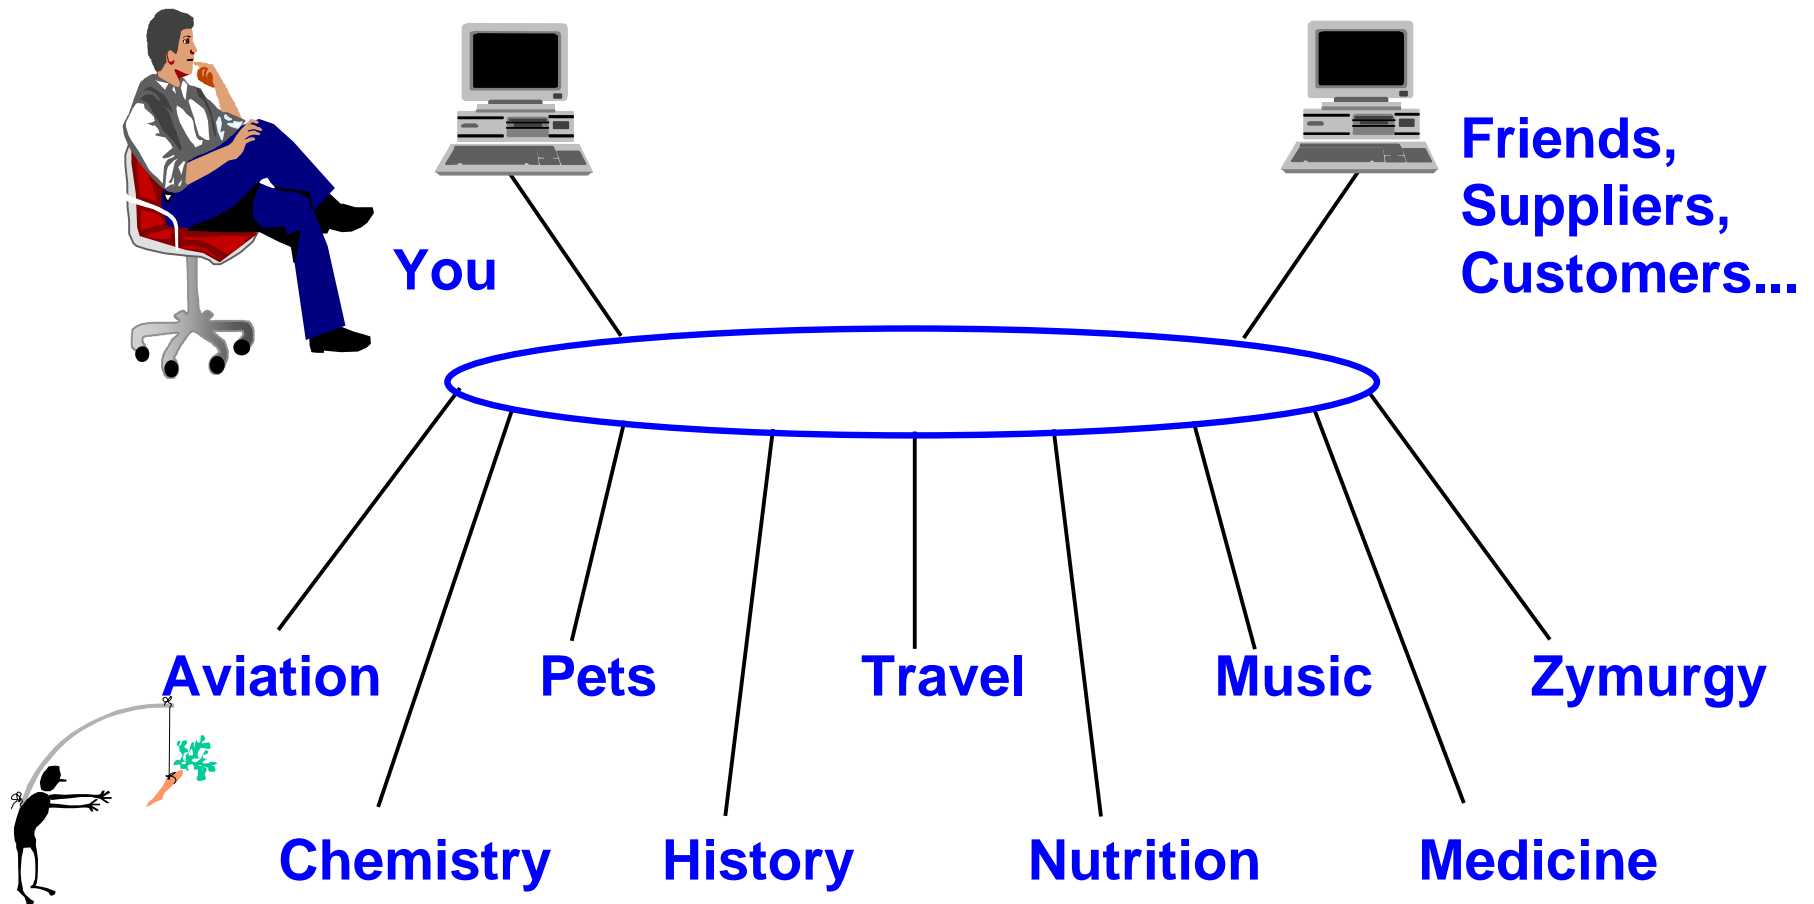 Friends,
Suppliers,
Customers...
You
Aviation
Pets
Travel
Music
Zymurgy
Chemistry
History
Nutrition
Medicine